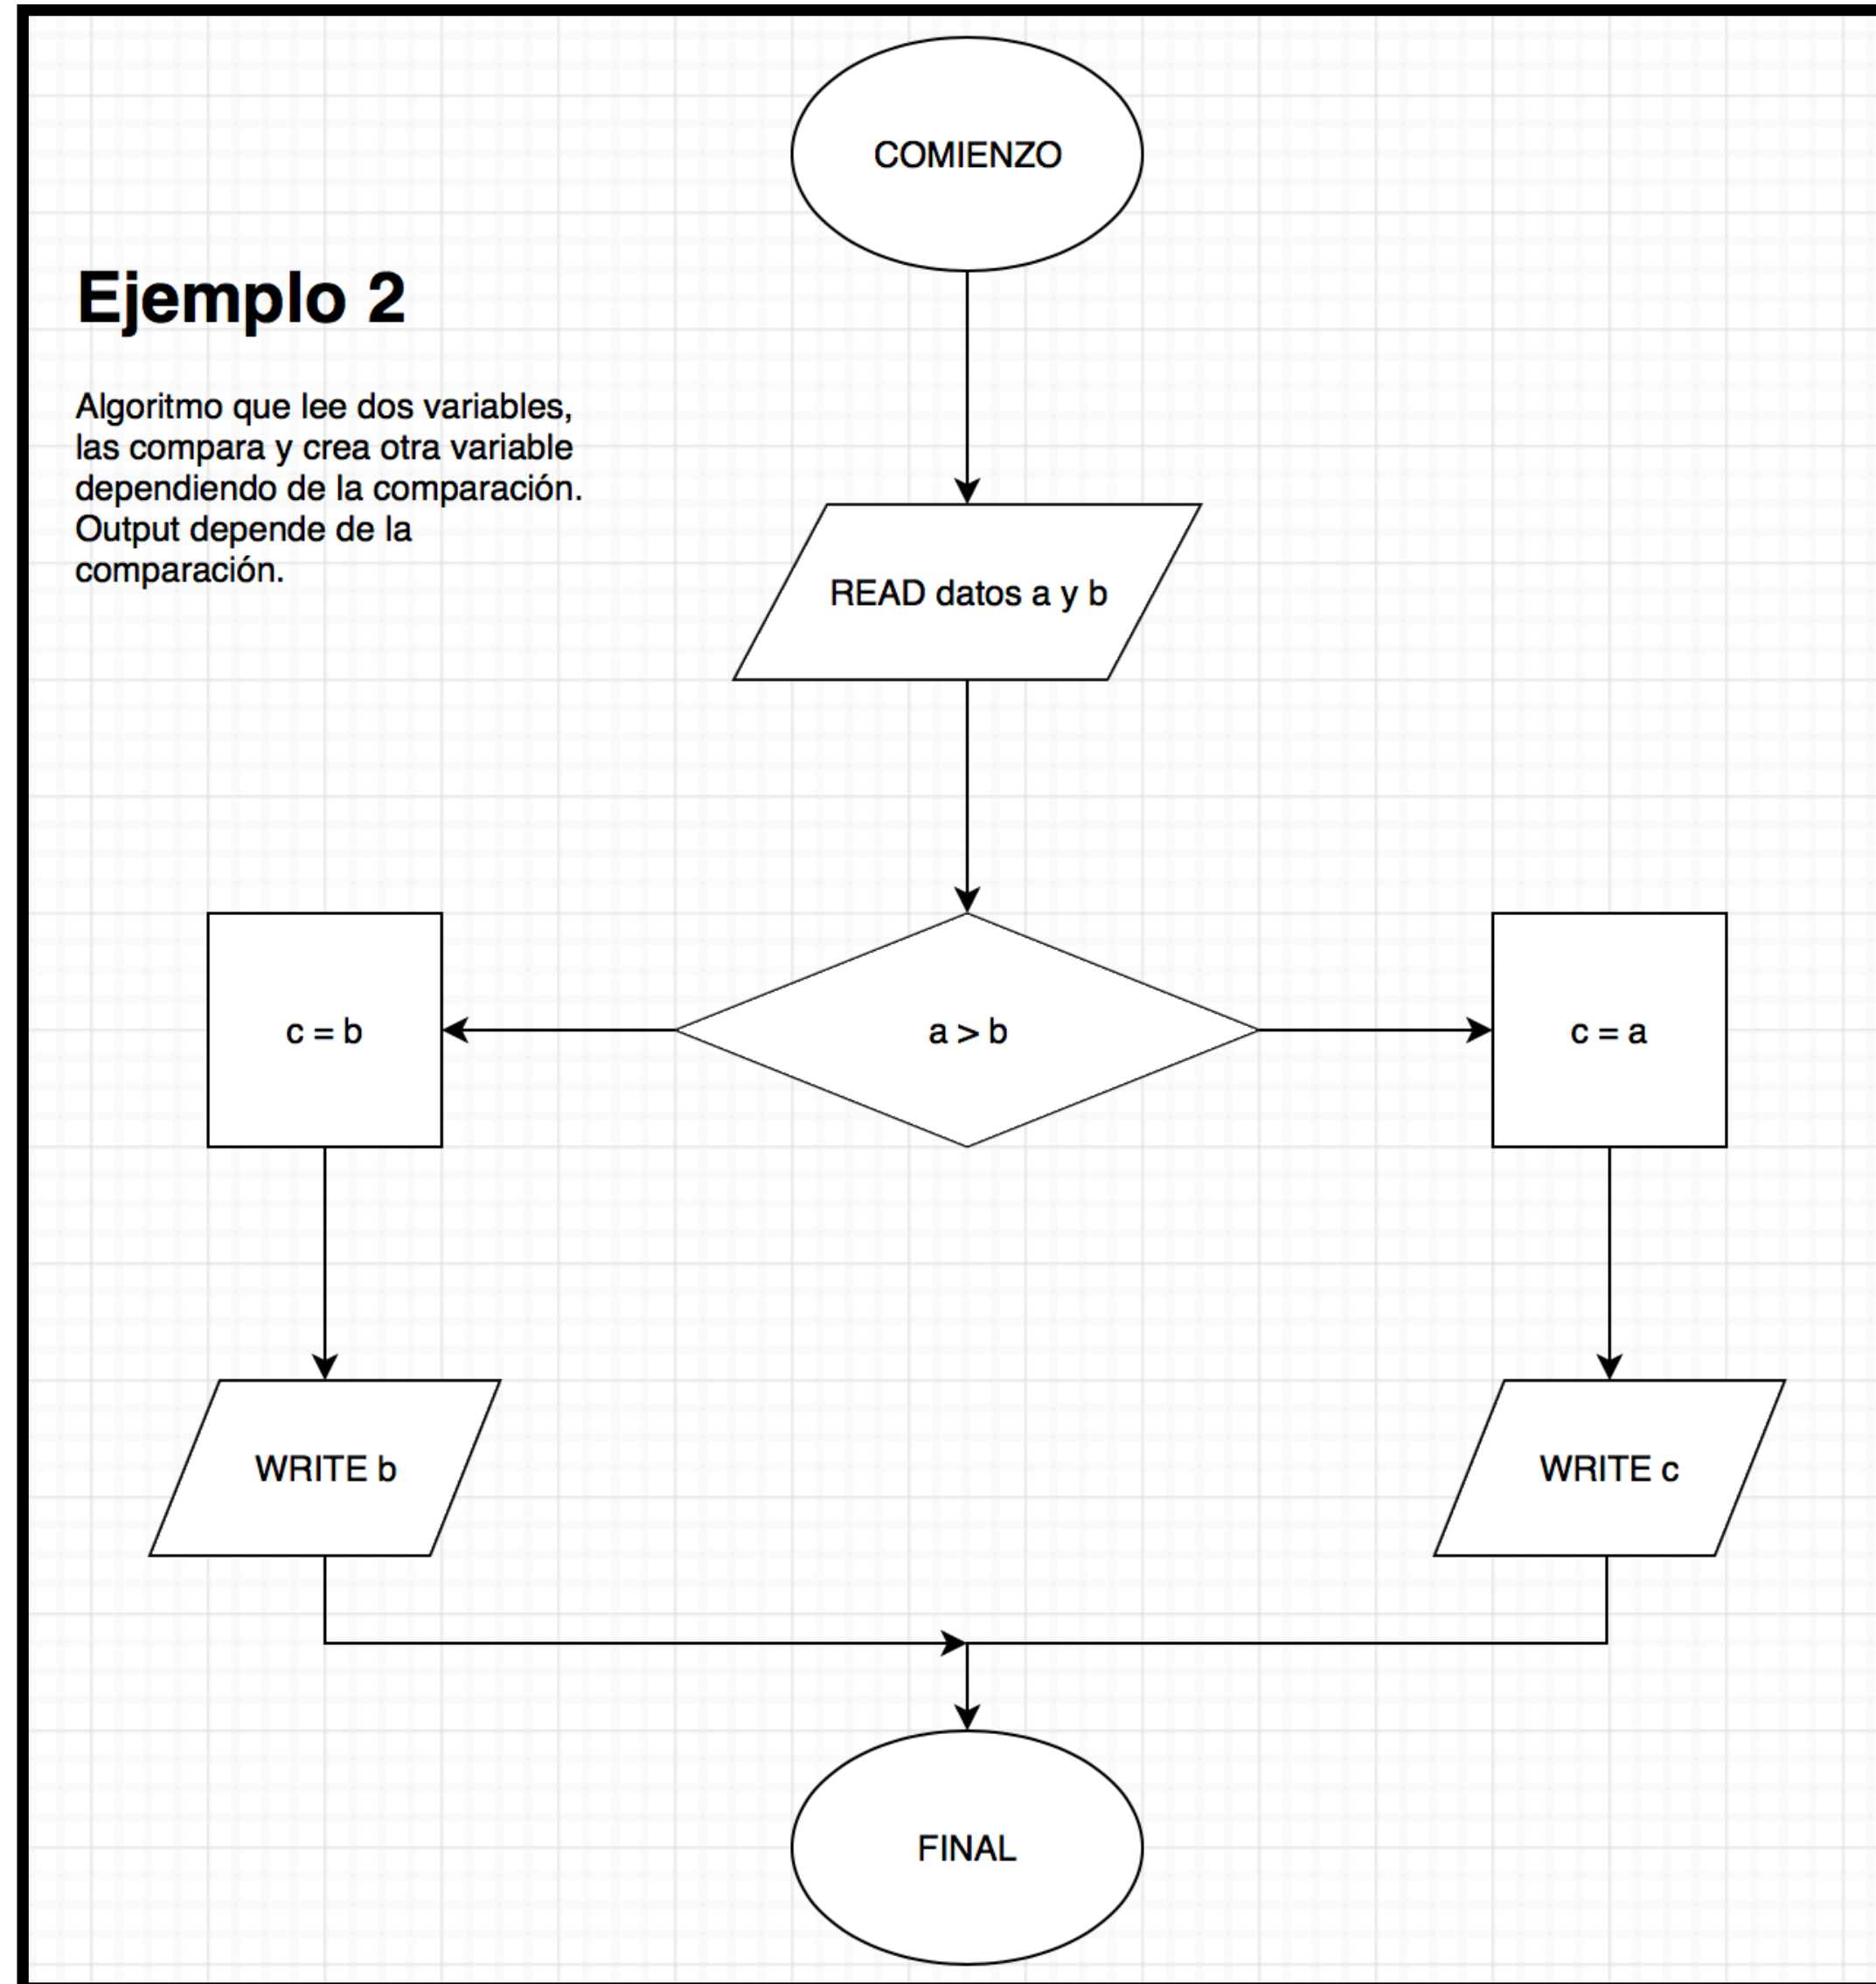 COMIENZO
Ejemplo 2
Algoritmo que lee dos variables,
las compara y crea otra variable
dependiendo de la comparación.
Output depende de la
comparación.
READ datos a y b
c = b
a > b
c = a
WRITE b
WRITE c
FINAL